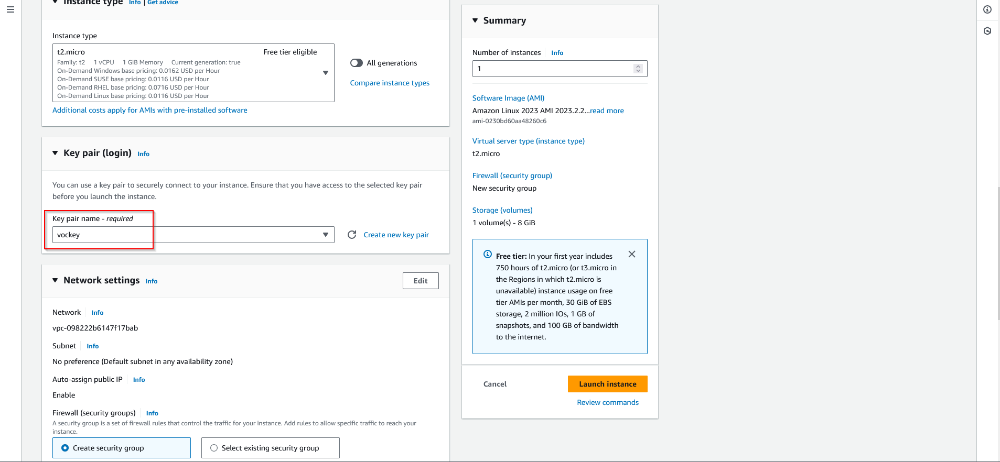 Instance type Info | Get advice
Instance type
t2.micro Free tier eligible
Family: t2 1 vCPU 1 GiB Memory Current generation: true
On-Demand Windows base pricing: 0.0162 USD per Hour
On-Demand SUSE base pricing: 0.0116 USD per Hour
On-Demand RHEL base pricing: 0.0716 USD per Hour
On-Demand Linux base pricing: 0.0116 USD per Hour
All generations
Compare instance types
Additional costs apply for AMIs with pre-installed software
Key pair (login) Info
You can use a key pair to securely connect to your instance. Ensure that you have access to the selected key pair
before you launch the instance.
Key pair name - required
vockey
Create new key pair
Network settings Info
Edit
Network Info
vpc-098222b6147f17bab
Subnet Info
No preference (Default subnet in any availability zone)
Auto-assign public IP Info
Enable
Firewall (security groups) Info
A security group is a set of firewall rules that control the traffic for your instance. Add rules to allow specific traffic to reach your
instance.
Create security group
Select existing security group
Summary
Number of instances Info
1
Software Image (AMI)
Amazon Linux 2023 AMI 2023.2.2...read more
ami-0230bd60aa48260c6
Virtual server type (instance type)
t2.micro
Firewall (security group)
New security group
Storage (volumes)
1 volume(s) - 8 GiB
Free tier: In your first year includes
750 hours of t2.micro (or t3.micro in
the Regions in which t2.micro is
unavailable) instance usage on free
tier AMIs per month, 30 GiB of EBS
storage, 2 million IOs, 1 GB of
snapshots, and 100 GB of bandwidth
to the internet.
Cancel
Launch instance
Review commands